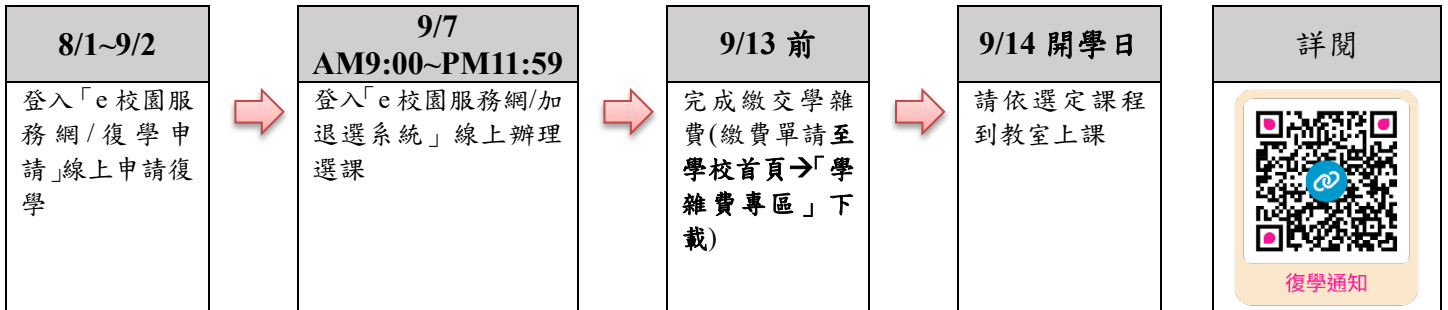 8/1~9/2
登入「e 校園服
務網/復學申
請」線上申請復
學
9/7
AM9:00~PM11:59
登入「e 校園服務網/加
退選系統」線上辦理
選課
9/13 前
完成繳交學雜
費(繳費單請至
學校首頁→「學
雜費專區」下
載)
9/14 開學日
請依選定課程
到教室上課
詳閱
復學通知